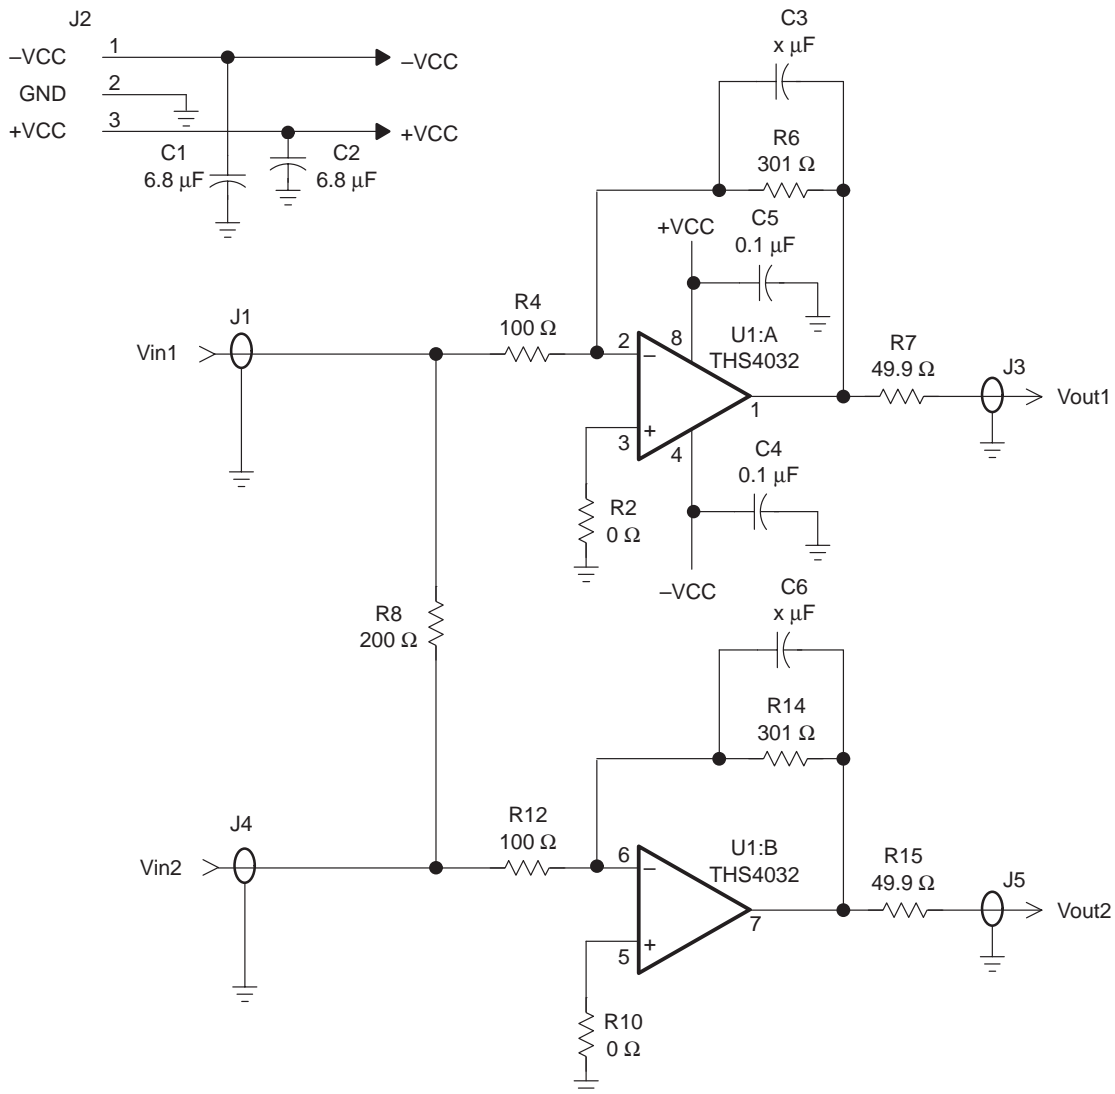 J2
–VCC
1
–VCC
GND
2
+VCC
3
+VCC
C1
6.8 µF
C2
6.8 µF
C3
x µF
R6
301 Ω
+VCC
C5
0.1 µF
J1
Vin1
R4
100 Ω
2
–
8
U1:A
THS4032
1
3
+
4
R7
49.9 Ω
J3
Vout1
C4
0.1 µF
R2
0 Ω
–VCC
R8
200 Ω
C6
x µF
R14
301 Ω
J4
Vin2
R12
100 Ω
6
–
U1:B
THS4032
7
5
+
R15
49.9 Ω
J5
Vout2
R10
0 Ω